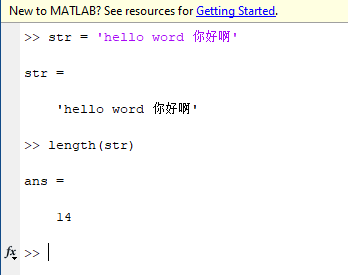 New to MATLAB? See resources for Getting Started.
>> str = 'hello word 你好啊'
str =
'hello word 你好啊'
>> length(str)
ans =
14
fx >>